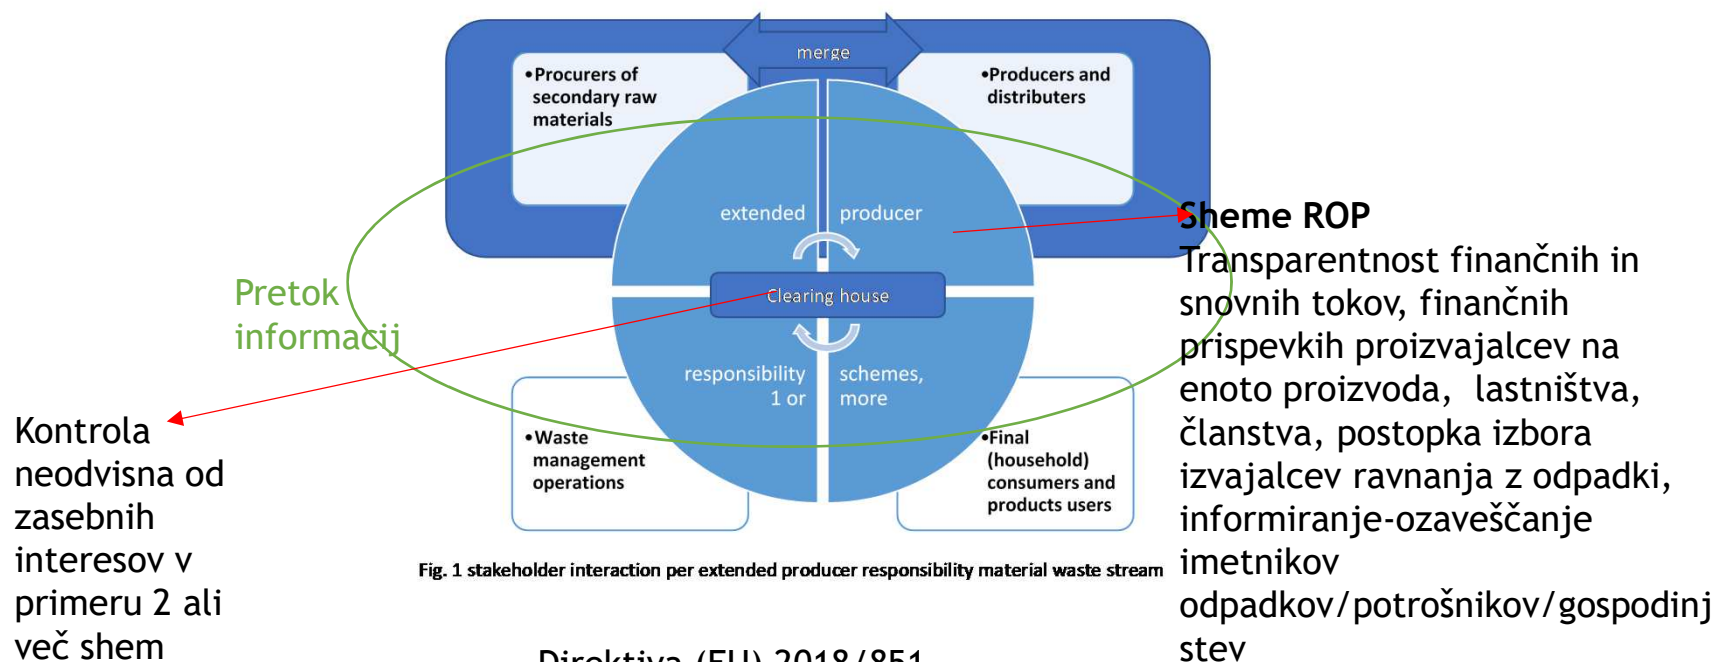 merge
•Procurers of
secondary raw
materials
•Producers and
distributers
extended
producer
Clearing house
responsibility
1 or
schemes,
more
•Waste
management
operations
•Final
(household)
consumers and
products users
Fig. 1 stakeholder interaction per extended producer responsibility material waste stream
Pretok
informacij
Kontrola
neodvisna od
zasebnih
interesov v
primeru 2 ali
več shem
Sheme ROP
Transparentnost finančnih in
snovnih tokov, finančnih
prispevkih proizvajalcev na
enoto proizvoda, lastništva,
članstva, postopka izbora
izvajalcev ravnanja z odpadki,
informiranje-ozaveščanje
imetnikov
odpadkov/potrošnikov/gospodinj
stev
Direktiva (EU) 2018/851